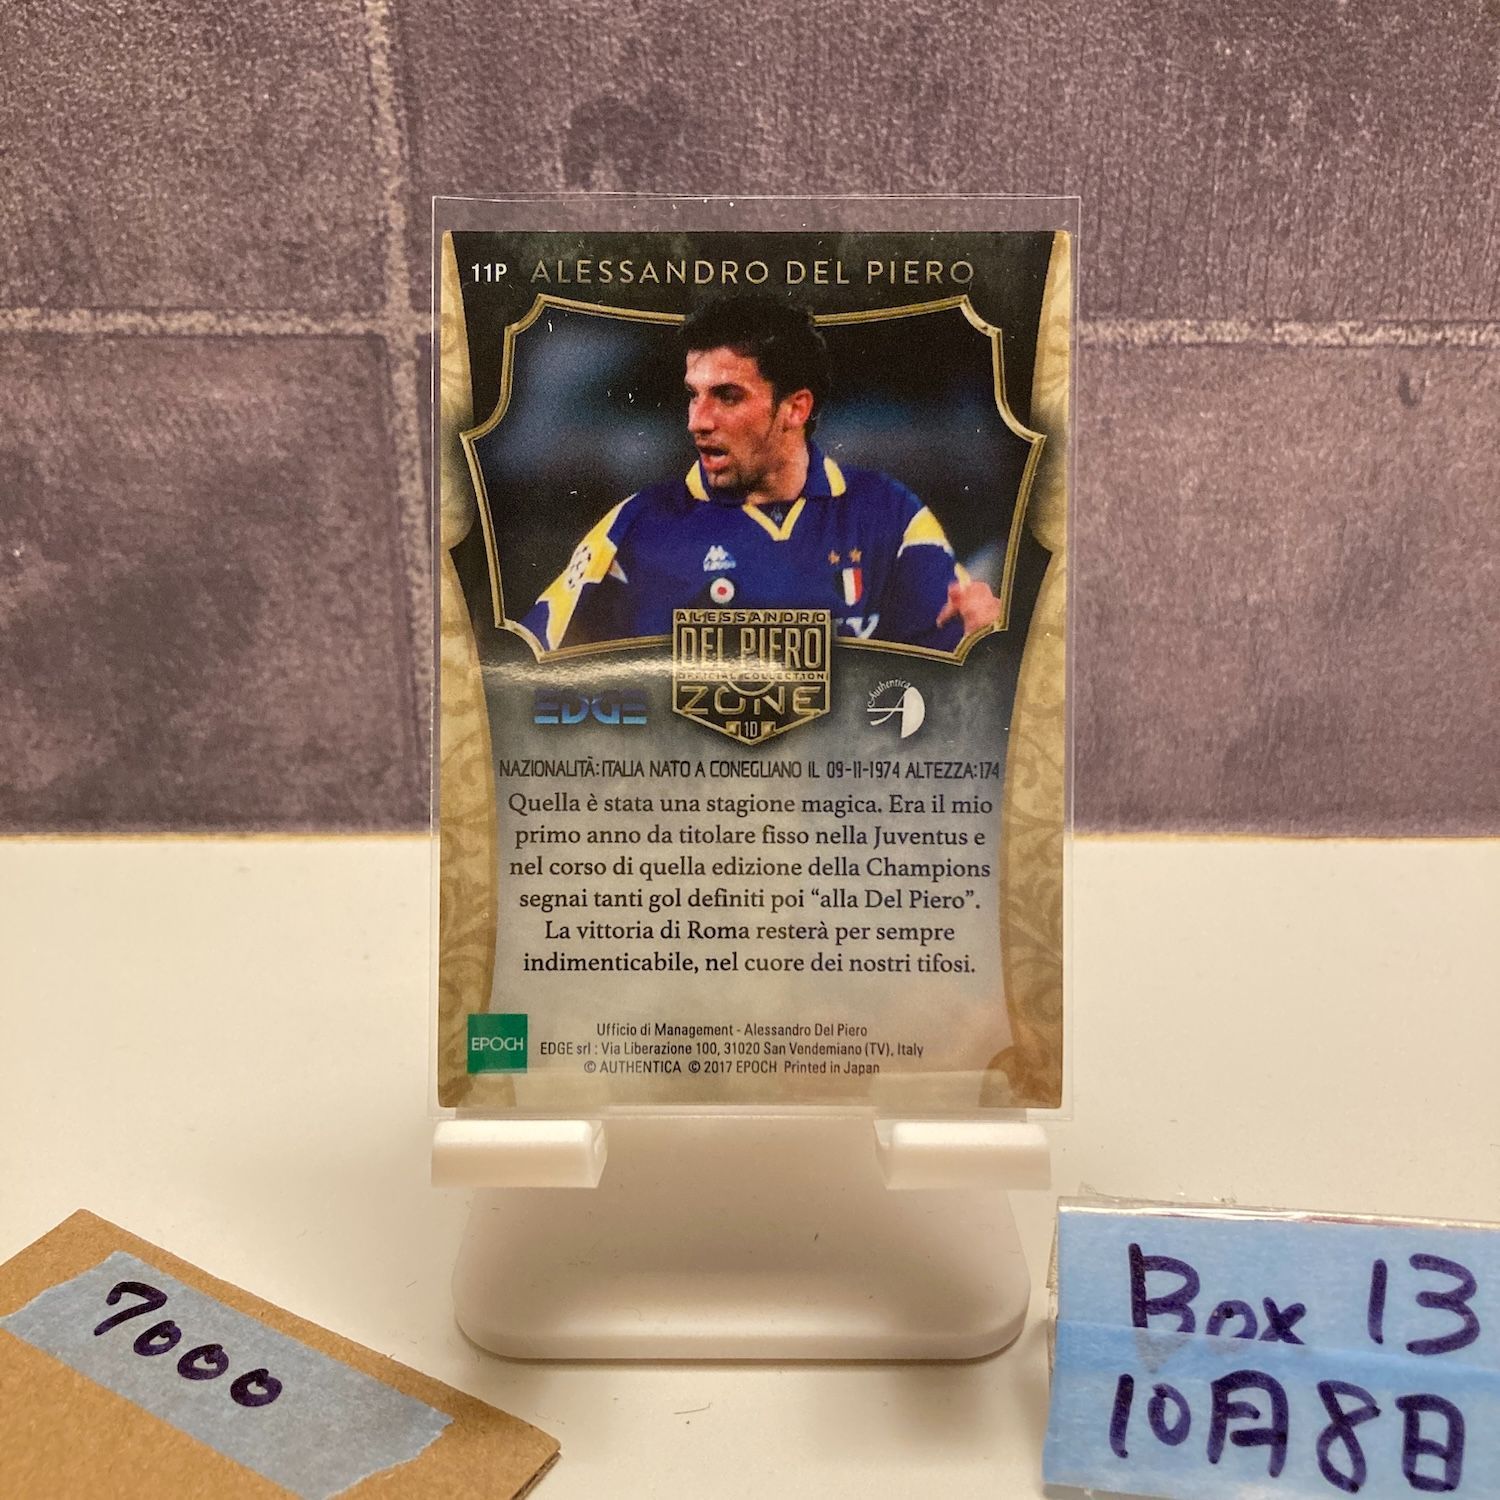 11P ALESSANDRO DEL PIERO
Kappa
ALESSANDRO
DEL PIERO
OFFICIAL COLLECTION
ZONE
10
EDGE
Authentica
NAZIONALITÀ:ITALIA NATO A CONEGLIANO IL 09-11-1974 ALTEZZA:174
Quella è stata una stagione magica. Era il mio
primo anno da titolare fisso nella Juventus e
nel corso di quella edizione della Champions
segnai tanti gol definiti poi “alla Del Piero”.
La vittoria di Roma resterà per sempre
indimenticabile, nel cuore dei nostri tifosi.
EPOCH
Ufficio di Management - Alessandro Del Piero
EDGE srl : Via Liberazione 100, 31020 San Vendemiano (TV), Italy
© AUTHENTICA © 2017 EPOCH Printed in Japan
7000
Box 13
10月8日